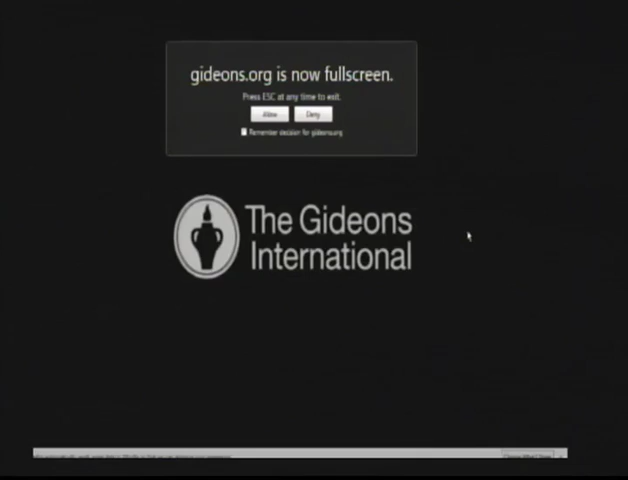 gideons.org is now fullscreen.
Press ESC at any time to exit.
Allow Deny
Remember decision for gideons.org
The Gideons
International